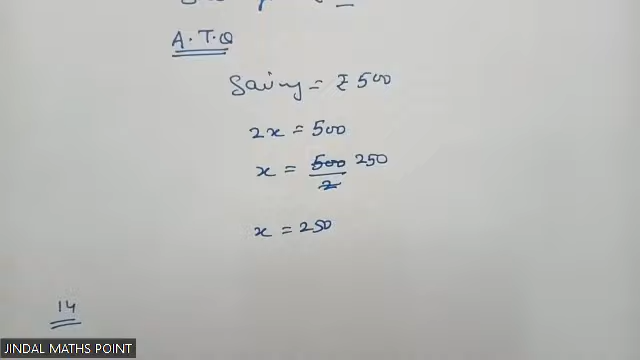 A.T.Q
Saving = ₹500
2x = 500
x = 500/2 250
x = 250
14
JINDAL MATHS POINT